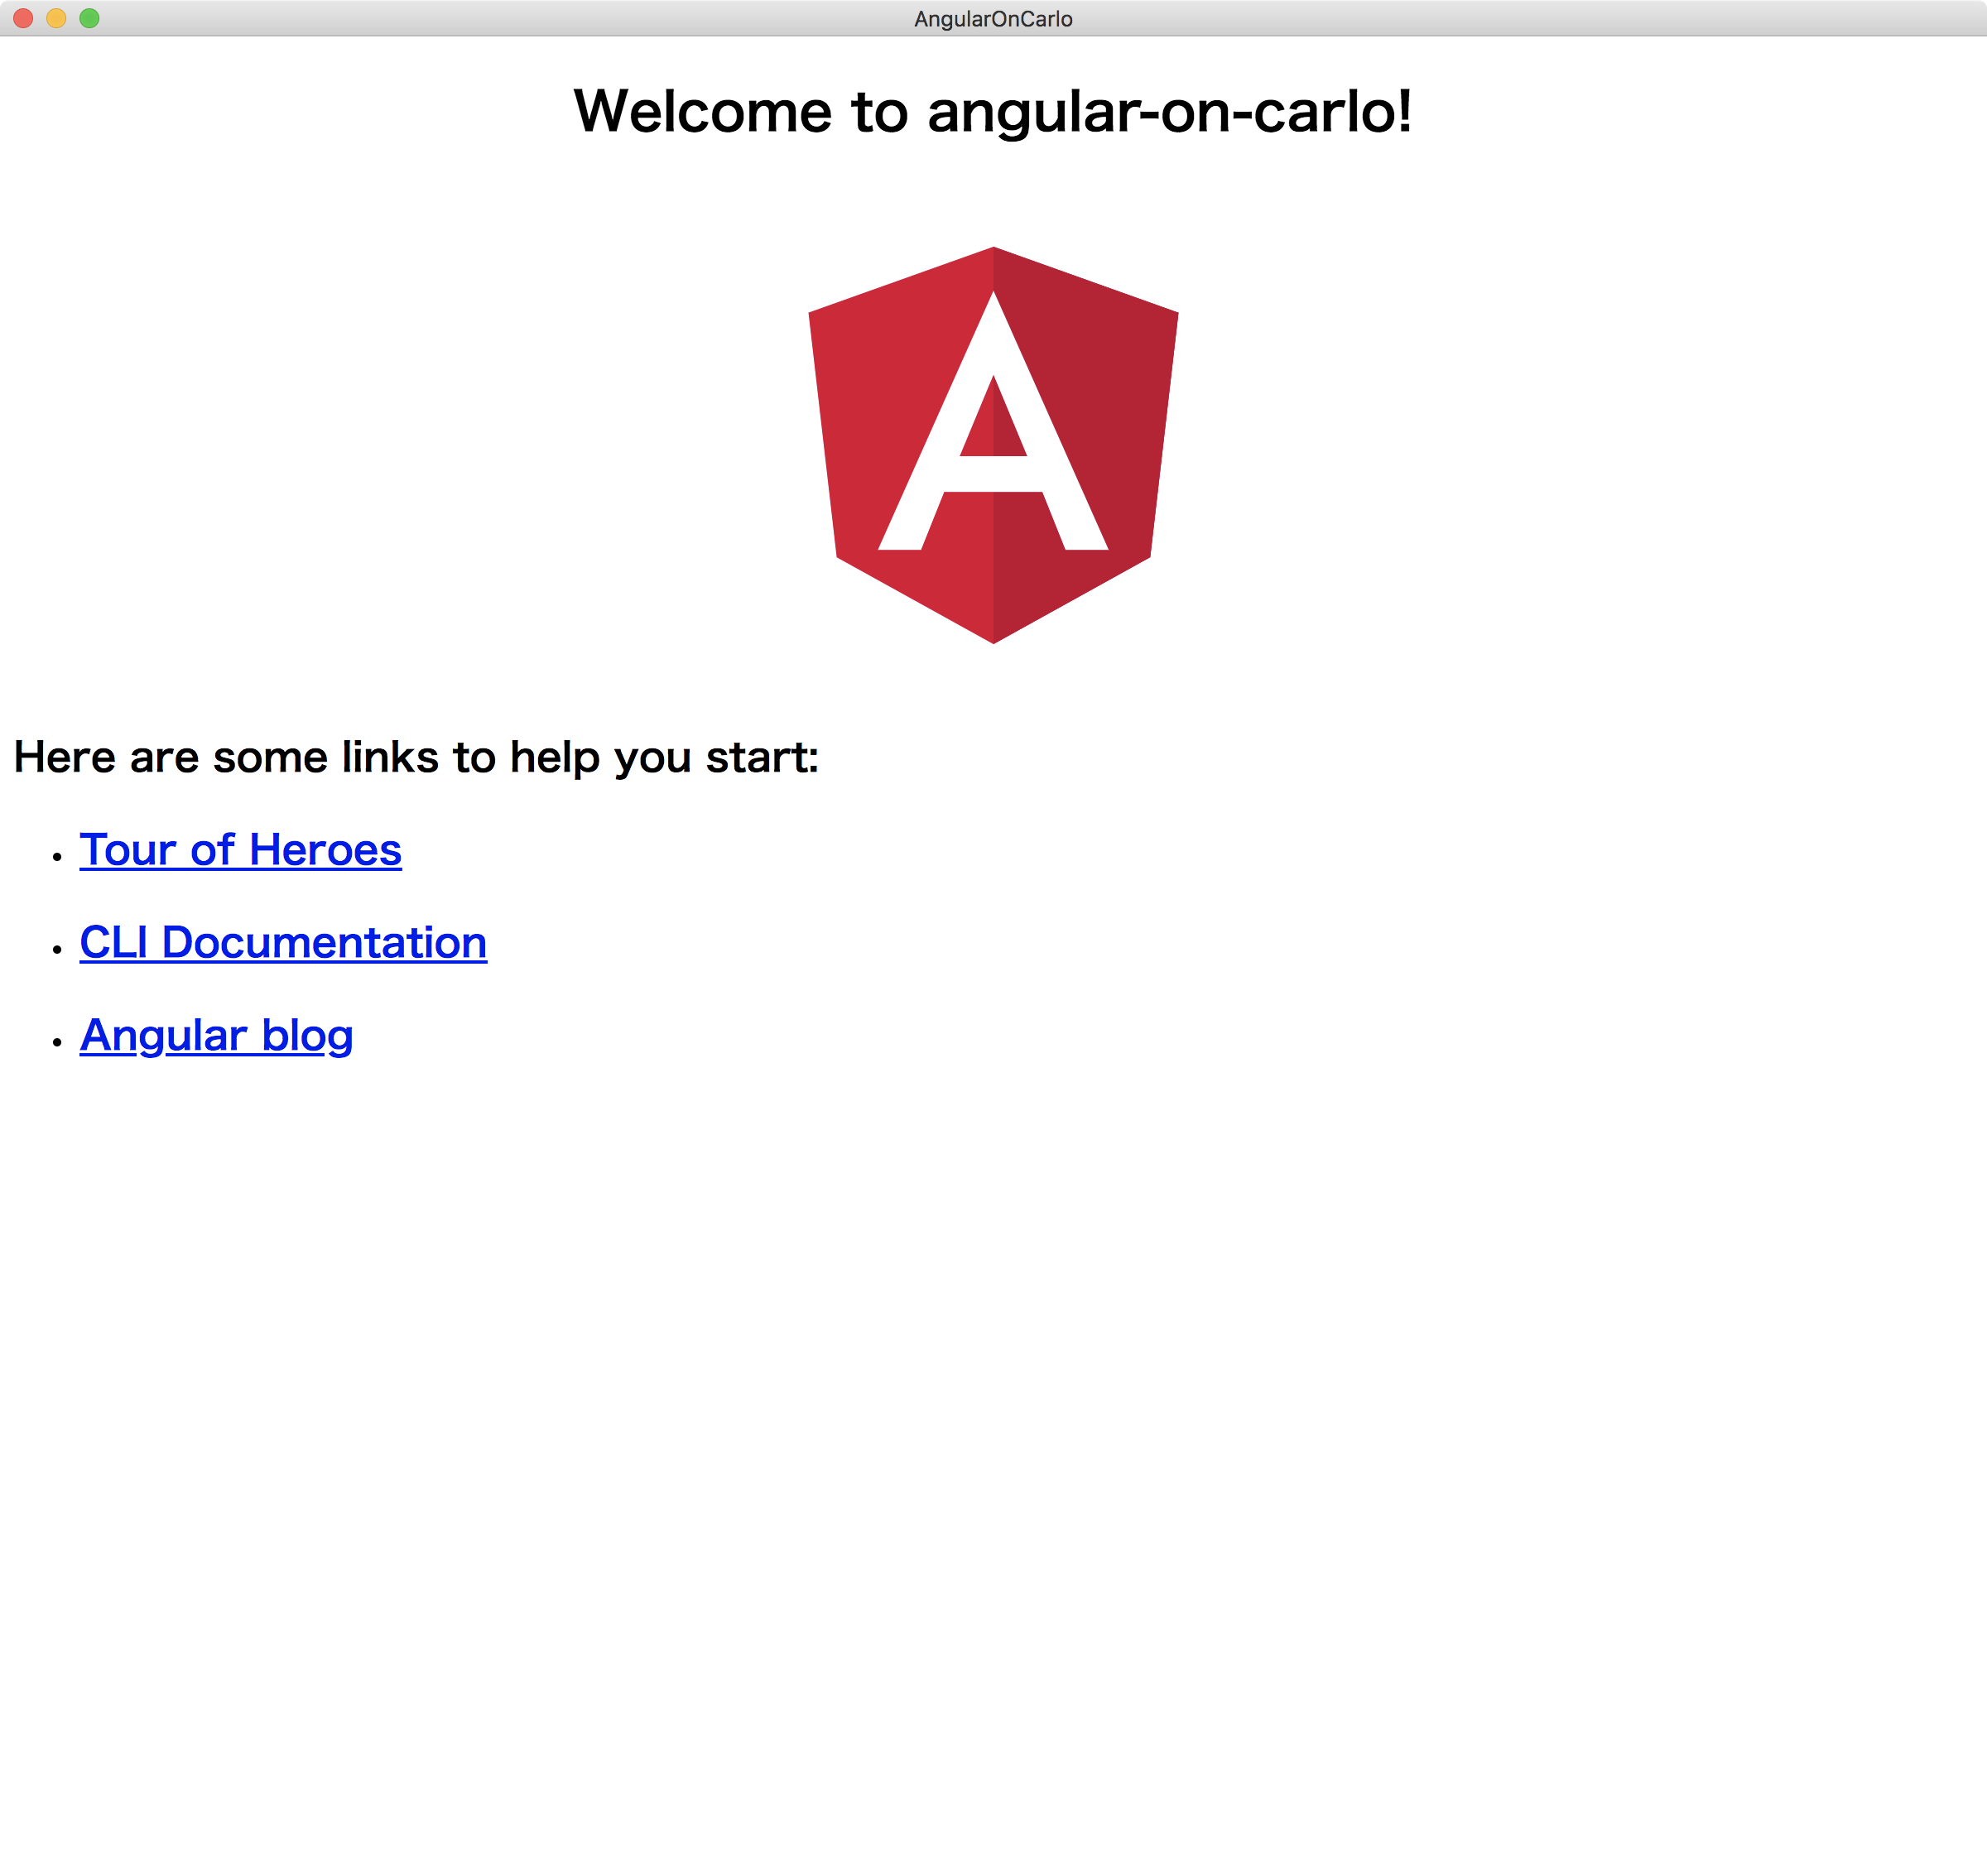 AngularOnCarlo
Welcome to angular-on-carlo!
A
Here are some links to help you start:
Tour of Heroes
CLI Documentation
Angular blog